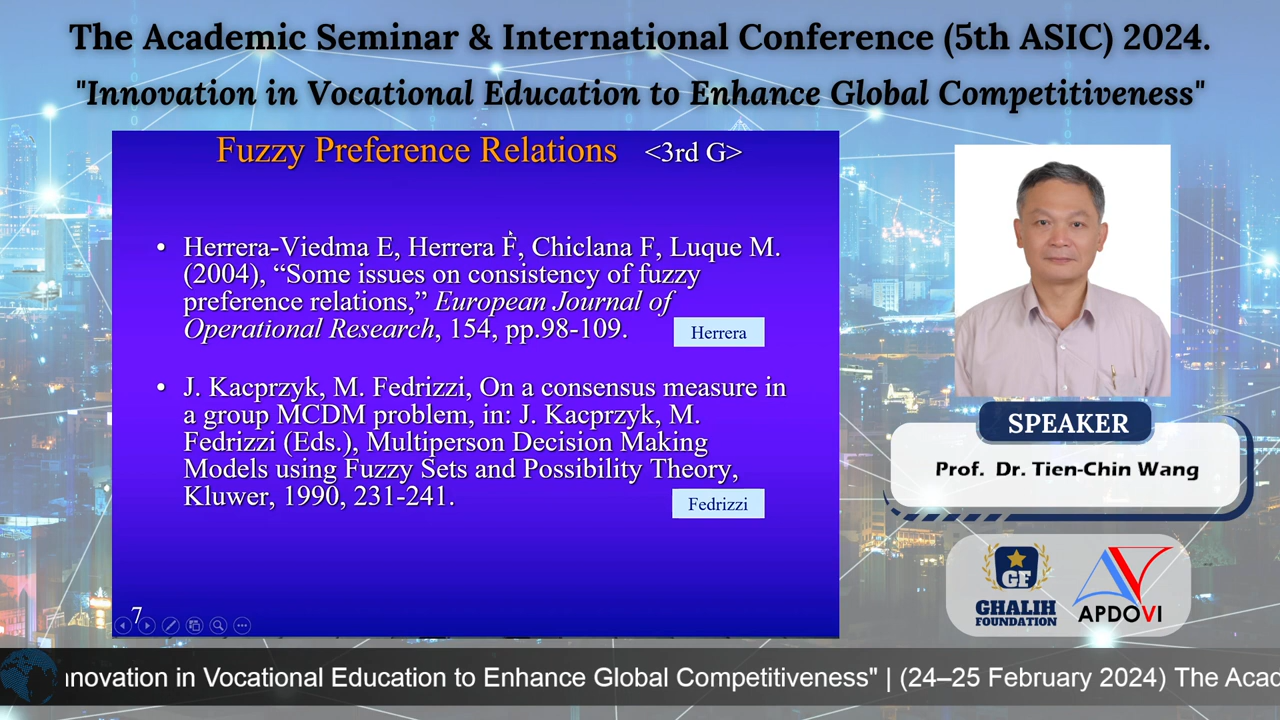 The Academic Seminar & International Conference (5th ASIC) 2024.
"Innovation in Vocational Education to Enhance Global Competitiveness"
Fuzzy Preference Relations <3rd G>
• Herrera-Viedma E, Herrera F, Chiclana F, Luque M.
(2004), “Some issues on consistency of fuzzy
preference relations,” European Journal of
Operational Research, 154, pp.98-109.
Herrera
• J. Kacprzyk, M. Fedrizzi, On a consensus measure in
a group MCDM problem, in: J. Kacprzyk, M.
Fedrizzi (Eds.), Multiperson Decision Making
Models using Fuzzy Sets and Possibility Theory,
Kluwer, 1990, 231-241.
Fedrizzi
7
SPEAKER
Prof. Dr. Tien-Chin Wang
GF
GHALIH
FOUNDATION
APDOVI
nnovation in Vocational Education to Enhance Global Competitiveness" | (24–25 February 2024) The Acad